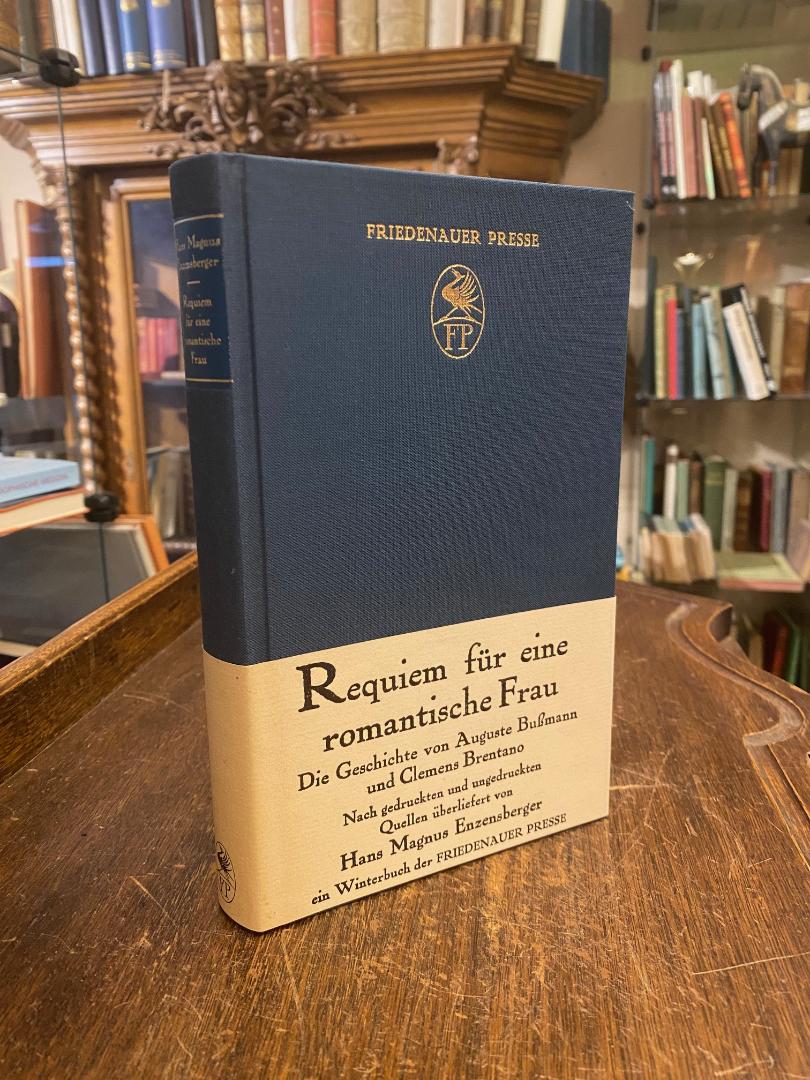 FRIEDENAUER PRESSE
FP
Hans Magnus
Enzensberger
Requiem
für eine
romantische
Frau
Requiem für eine
romantische Frau
Die Geschichte von Auguste Bußmann
und Clemens Brentano
Nach gedruckten und ungedruckten
Quellen überliefert von
Hans Magnus Enzensberger
ein Winterbuch der FRIEDENAUER PRESSE
FP